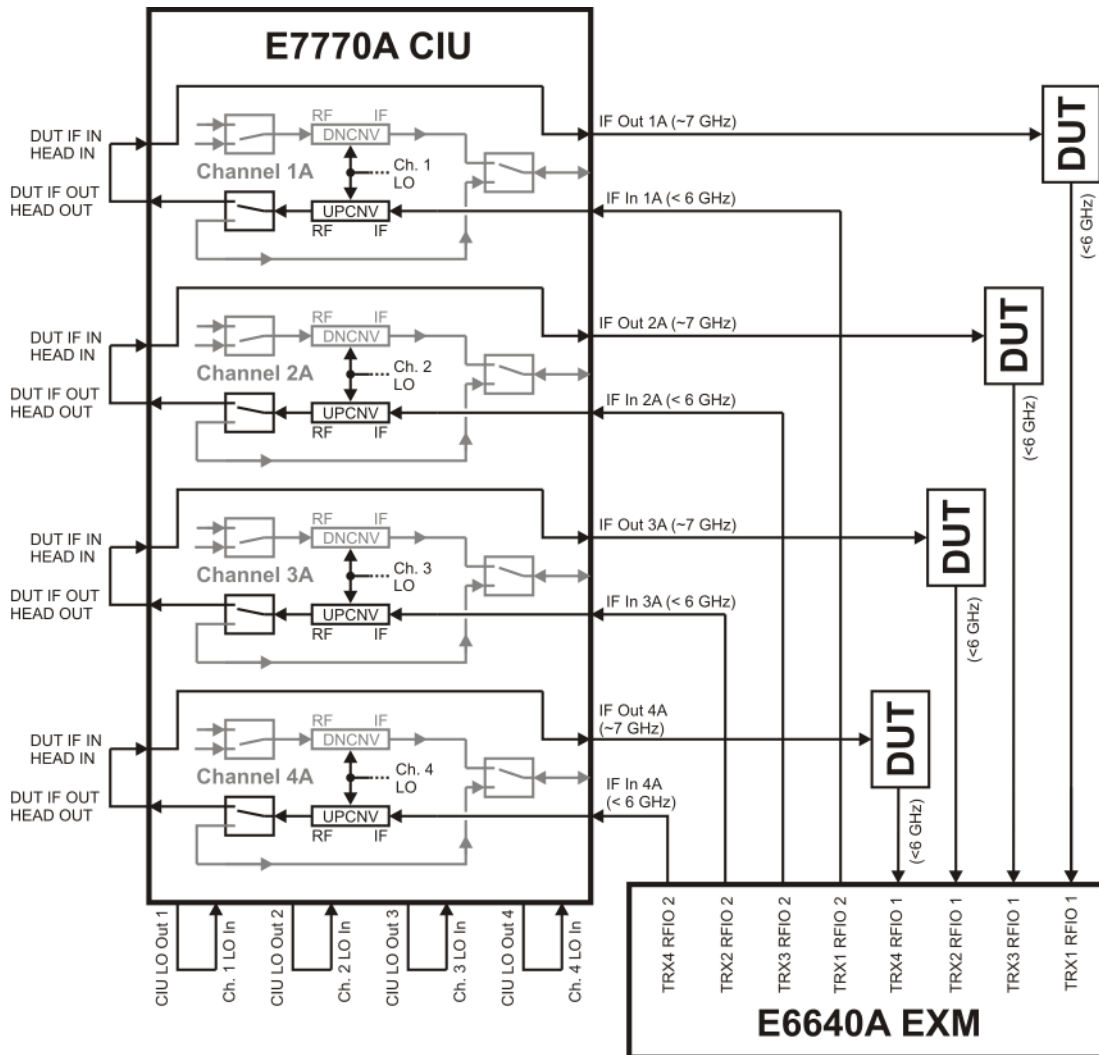 E7770A CIU
DUT IF IN
HEAD IN
DUT IF OUT
HEAD OUT
RF IF
DNCNV
Channel 1A
Ch. 1
LO
UPCNV
RF IF
IF Out 1A (~7 GHz)
IF In 1A (< 6 GHz)
DUT
(<6 GHz)
DUT IF IN
HEAD IN
DUT IF OUT
HEAD OUT
RF IF
DNCNV
Channel 2A
Ch. 2
LO
UPCNV
RF IF
IF Out 2A (~7 GHz)
IF In 2A (< 6 GHz)
DUT
(<6 GHz)
DUT IF IN
HEAD IN
DUT IF OUT
HEAD OUT
RF IF
DNCNV
Channel 3A
Ch. 3
LO
UPCNV
RF IF
IF Out 3A (~7 GHz)
IF In 3A (< 6 GHz)
DUT
(<6 GHz)
DUT IF IN
HEAD IN
DUT IF OUT
HEAD OUT
RF IF
DNCNV
Channel 4A
Ch. 4
LO
UPCNV
RF IF
IF Out 4A
(~7 GHz)
IF In 4A
(< 6 GHz)
DUT
(<6 GHz)
CIU LO Out 1
Ch. 1 LO In
CIU LO Out 2
Ch. 2 LO In
CIU LO Out 3
Ch. 3 LO In
CIU LO Out 4
Ch. 4 LO In
TRX4 RFIO 2
TRX2 RFIO 2
TRX3 RFIO 2
TRX1 RFIO 2
TRX4 RFIO 1
TRX2 RFIO 1
TRX3 RFIO 1
TRX1 RFIO 1
E6640A EXM